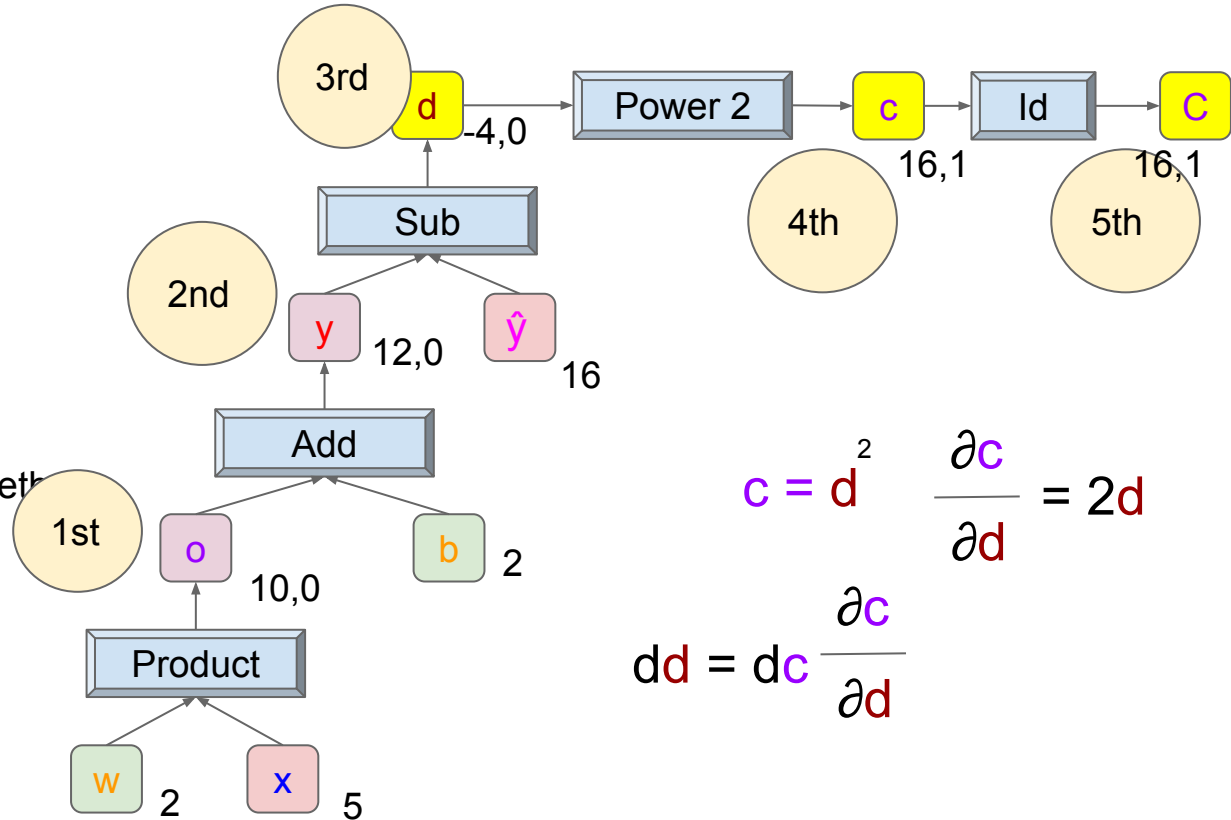 3rd
d
-4,0
Power 2
c
16,1
Id
C
16,1
Sub
4th
5th
2nd
y
12,0
ŷ
16
Add
c = d²
∂c
∂d
= 2d
1st
o
10,0
b
2
dd = dc
∂c
∂d
Product
w
2
x
5